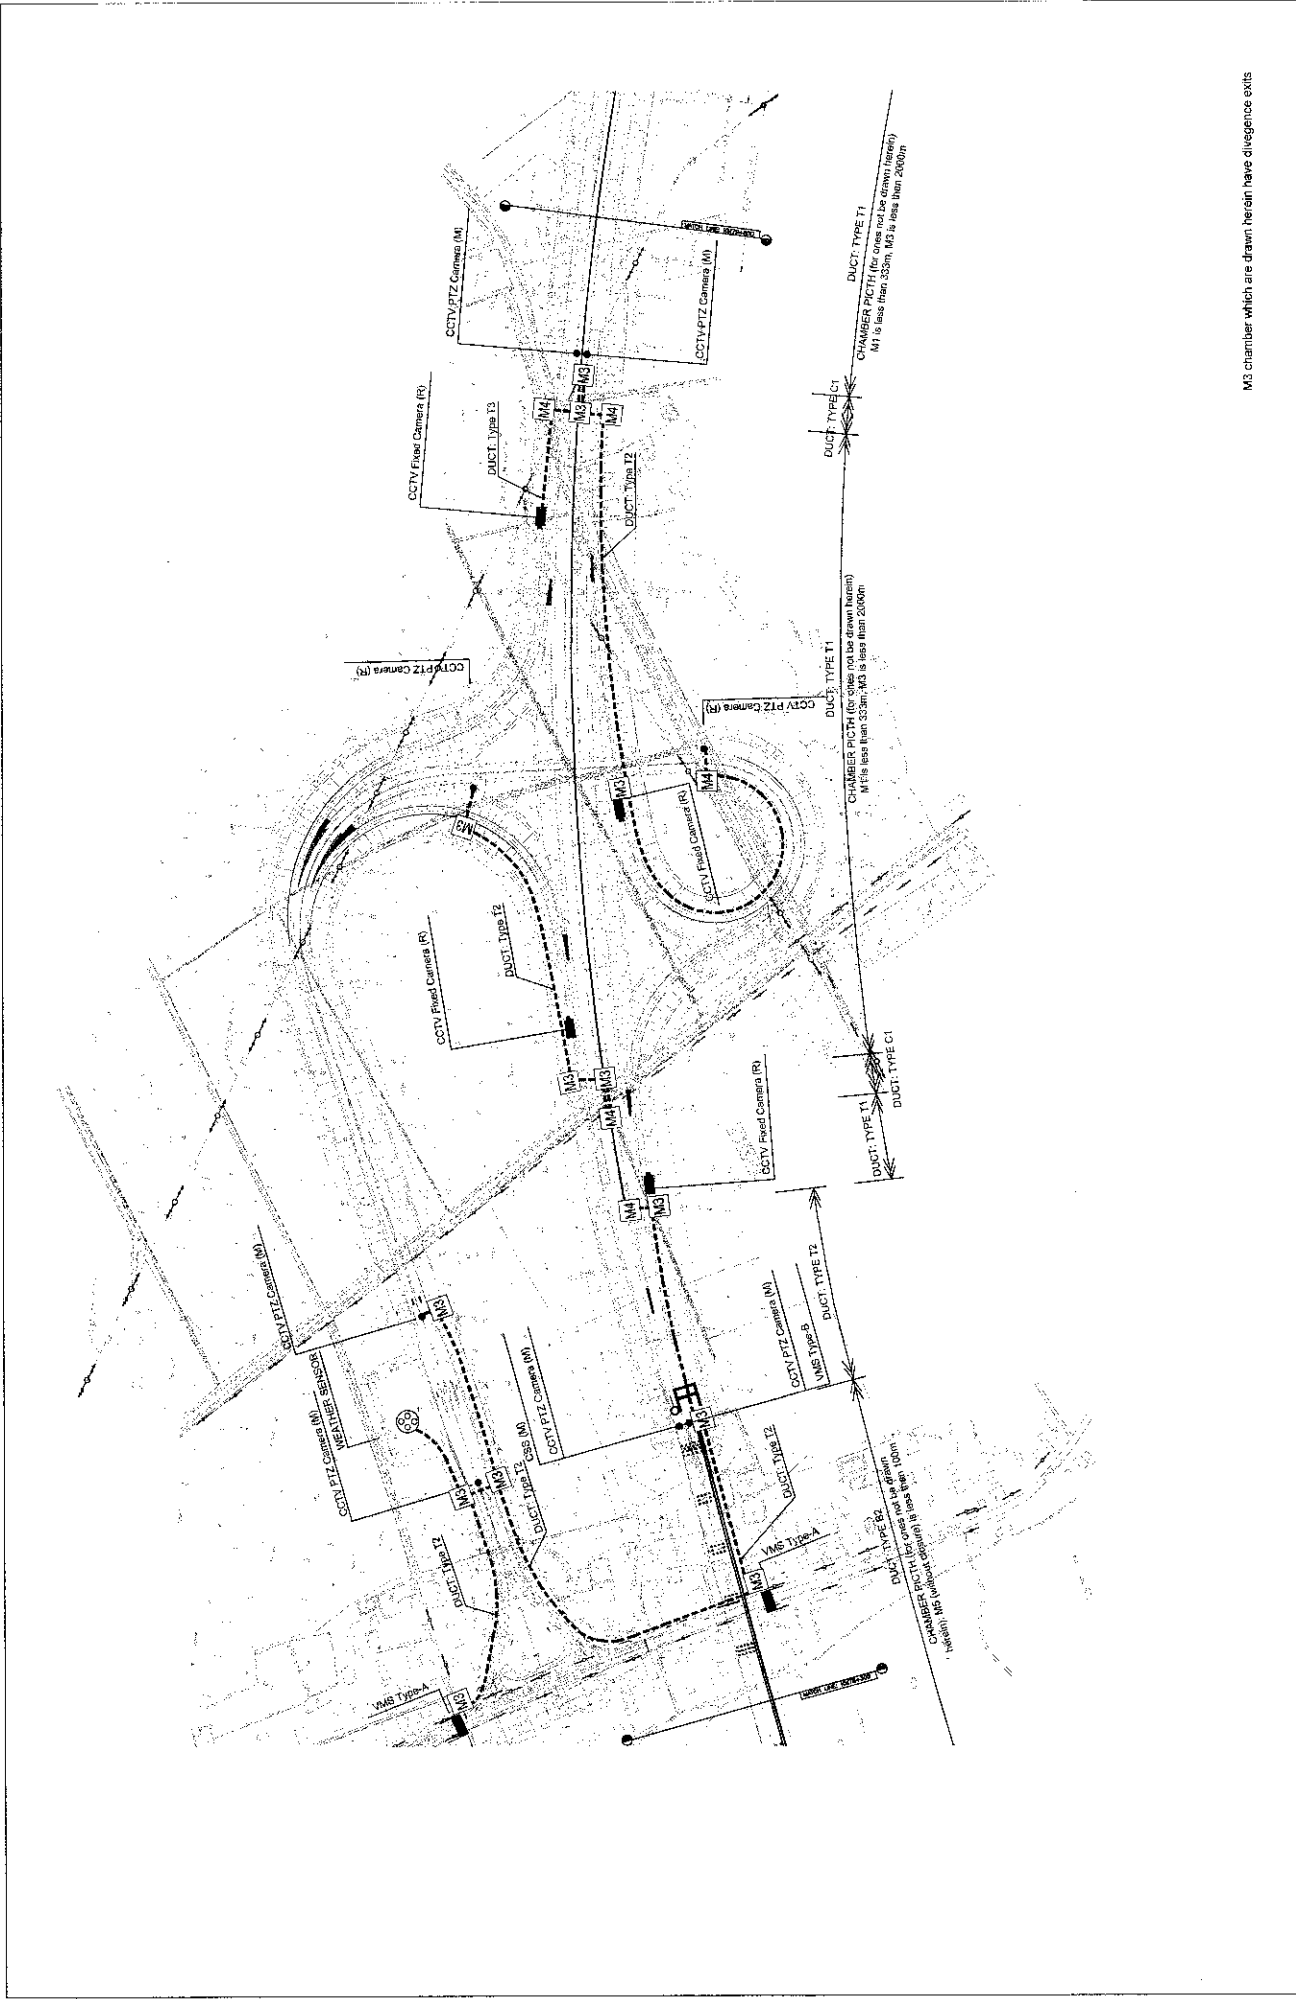 M3 chamber which are drawn herein have divegence exits
CCTV PTZ Camera (M)
CCTV PTZ Camera (M)
DUCT: TYPE T1
CHAMBER PICTH (for ones not be drawn herein)
M1 is less than 333m, M3 is less than 2000m
M3
M4
M3
M4
CCTV Fixed Camera (R)
DUCT: Type T3
DUCT: Type T2
DUCT: TYPE C1
CCTV PTZ Camera (R)
CCTV PTZ Camera (R)
DUCT: TYPE T1
CHAMBER PICTH (for ones not be drawn herein)
M1 is less than 333m, M3 is less than 2000m
M3
M3
M4
CCTV Fixed Camera (R)
CCTV Fixed Camera (R)
DUCT: Type T2
M3
M3
M4
CCTV Fixed Camera (R)
DUCT: TYPE C1
DUCT: TYPE T1
M4
M3
CCTV PTZ Camera (M)
M3
WEATHER SENSOR
CCTV PTZ Camera (M)
CCTV PTZ Camera (M)
VMS Type-B
DUCT: TYPE T2
CSS (M)
CCTV PTZ Camera (M)
M3
M3
M3
DUCT: Type T2
DUCT: Type T2
DUCT: Type T2
VMS Type-A
M3
VMS Type-A
M3
DUCT: TYPE B2
CHAMBER PICTH (for ones not be drawn
herein): M5 (without closure) is less than 100m